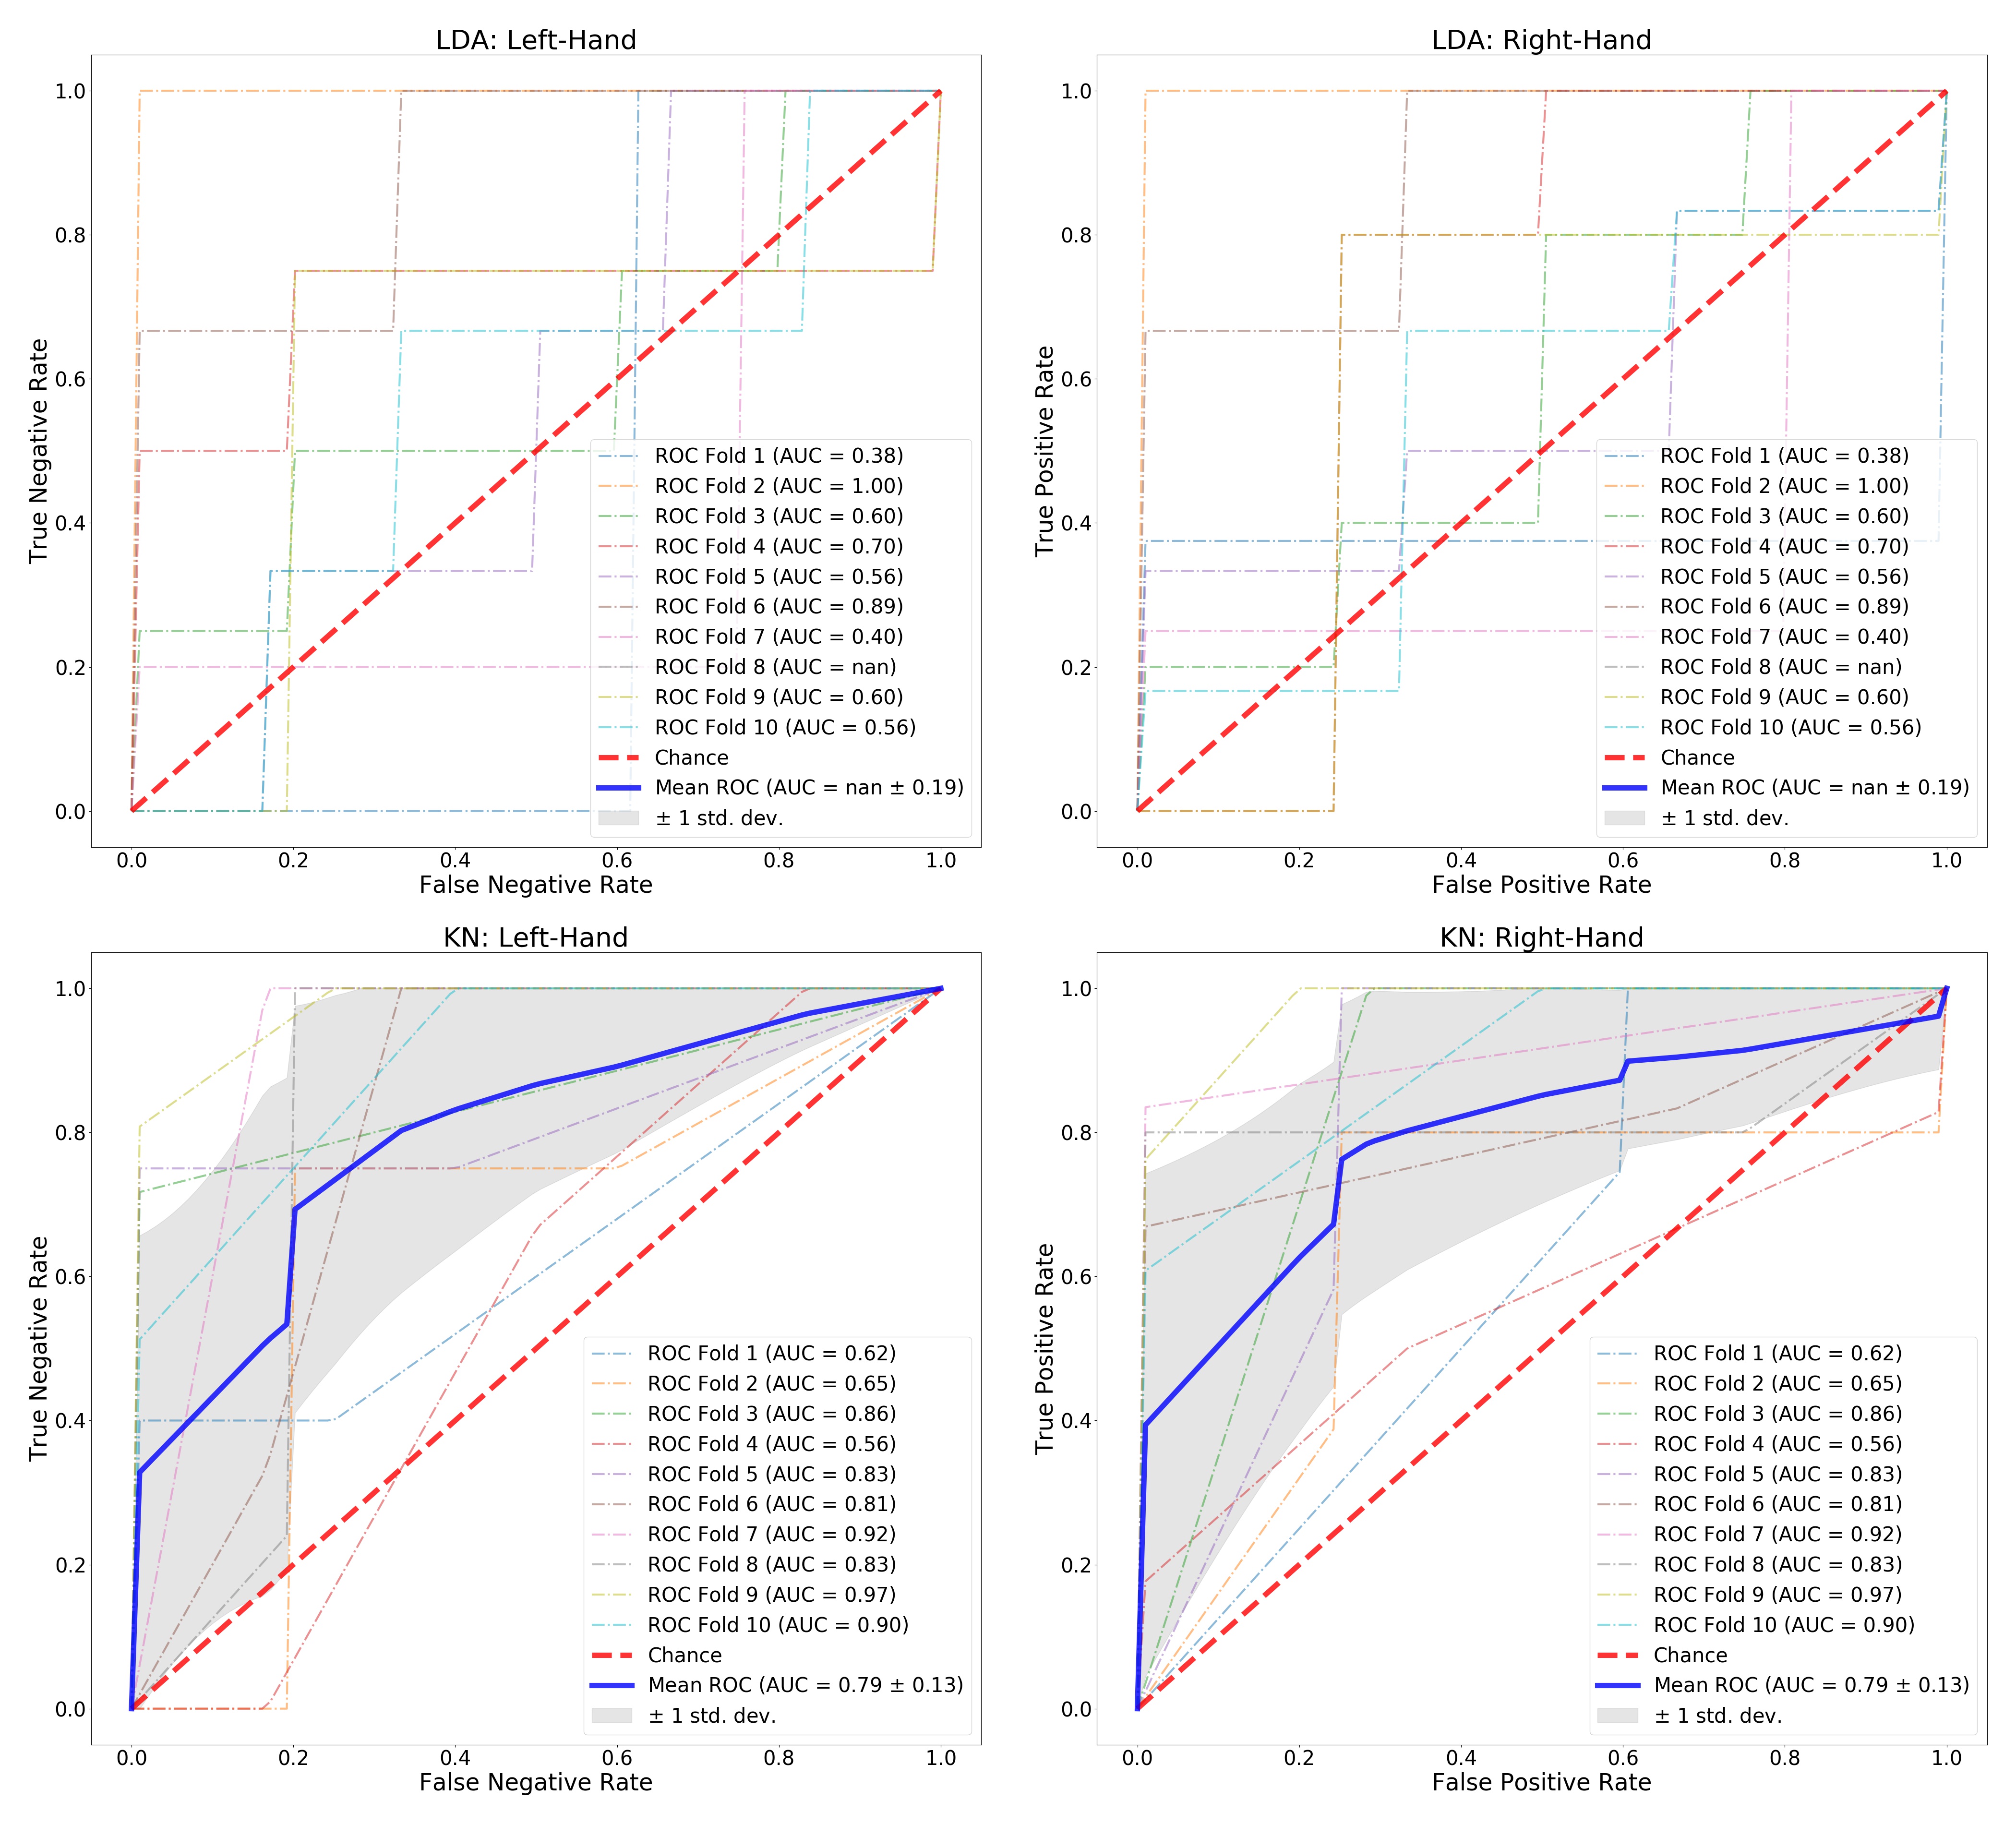 LDA: Left-Hand
True Negative Rate
1.0
0.8
0.6
0.4
0.2
0.0
ROC Fold 1 (AUC = 0.38)
ROC Fold 2 (AUC = 1.00)
ROC Fold 3 (AUC = 0.60)
ROC Fold 4 (AUC = 0.70)
ROC Fold 5 (AUC = 0.56)
ROC Fold 6 (AUC = 0.89)
ROC Fold 7 (AUC = 0.40)
ROC Fold 8 (AUC = nan)
ROC Fold 9 (AUC = 0.60)
ROC Fold 10 (AUC = 0.56)
Chance
Mean ROC (AUC = nan ± 0.19)
± 1 std. dev.
0.0 0.2 0.4 0.6 0.8 1.0
False Negative Rate
LDA: Right-Hand
True Positive Rate
1.0
0.8
0.6
0.4
0.2
0.0
ROC Fold 1 (AUC = 0.38)
ROC Fold 2 (AUC = 1.00)
ROC Fold 3 (AUC = 0.60)
ROC Fold 4 (AUC = 0.70)
ROC Fold 5 (AUC = 0.56)
ROC Fold 6 (AUC = 0.89)
ROC Fold 7 (AUC = 0.40)
ROC Fold 8 (AUC = nan)
ROC Fold 9 (AUC = 0.60)
ROC Fold 10 (AUC = 0.56)
Chance
Mean ROC (AUC = nan ± 0.19)
± 1 std. dev.
0.0 0.2 0.4 0.6 0.8 1.0
False Positive Rate
KN: Left-Hand
True Negative Rate
1.0
0.8
0.6
0.4
0.2
0.0
ROC Fold 1 (AUC = 0.62)
ROC Fold 2 (AUC = 0.65)
ROC Fold 3 (AUC = 0.86)
ROC Fold 4 (AUC = 0.56)
ROC Fold 5 (AUC = 0.83)
ROC Fold 6 (AUC = 0.81)
ROC Fold 7 (AUC = 0.92)
ROC Fold 8 (AUC = 0.83)
ROC Fold 9 (AUC = 0.97)
ROC Fold 10 (AUC = 0.90)
Chance
Mean ROC (AUC = 0.79 ± 0.13)
± 1 std. dev.
0.0 0.2 0.4 0.6 0.8 1.0
False Negative Rate
KN: Right-Hand
True Positive Rate
1.0
0.8
0.6
0.4
0.2
0.0
ROC Fold 1 (AUC = 0.62)
ROC Fold 2 (AUC = 0.65)
ROC Fold 3 (AUC = 0.86)
ROC Fold 4 (AUC = 0.56)
ROC Fold 5 (AUC = 0.83)
ROC Fold 6 (AUC = 0.81)
ROC Fold 7 (AUC = 0.92)
ROC Fold 8 (AUC = 0.83)
ROC Fold 9 (AUC = 0.97)
ROC Fold 10 (AUC = 0.90)
Chance
Mean ROC (AUC = 0.79 ± 0.13)
± 1 std. dev.
0.0 0.2 0.4 0.6 0.8 1.0
False Positive Rate